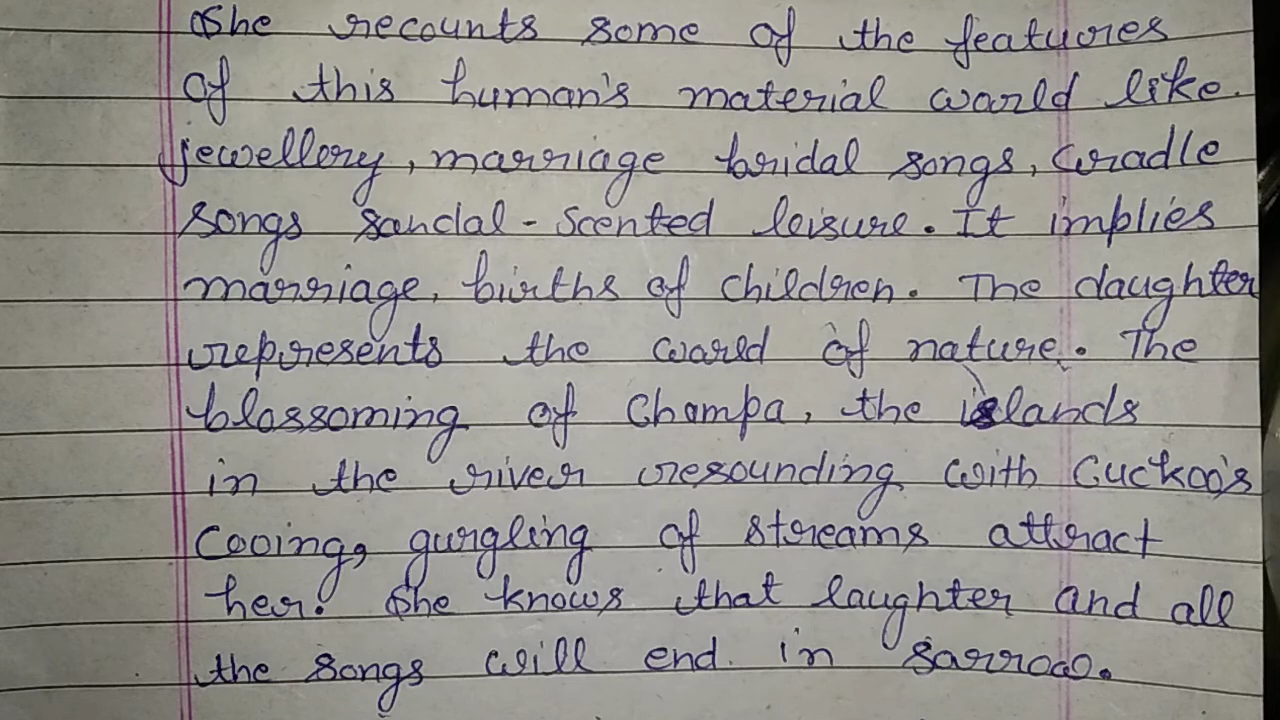 She recounts some of the features
of this human's material world like.
jewellery, marriage bridal songs, Cradle
songs sandal-scented leisure. It implies
marriage, births of children. The daughter
represents the world of nature. The
blossoming of Champa, the islands
in the river resounding with Cuckoo's
Cooing, gurgling of streams attract
her. She knows that laughter and all
the songs will end in sorrow.